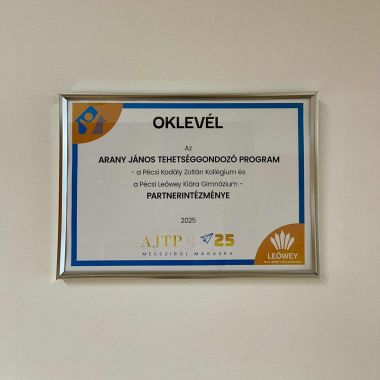 OKLEVÉL
Az
ARANY JÁNOS TEHETSÉGGONDOZÓ PROGRAM
- a Pécsi Kodály Zoltán Kollégium és
a Pécsi Leőwey Klára Gimnázium -
PARTNERINTÉZMÉNYE
2025
AJTP 25
MESSZIRŐL MAGASRA
LEŐWEY